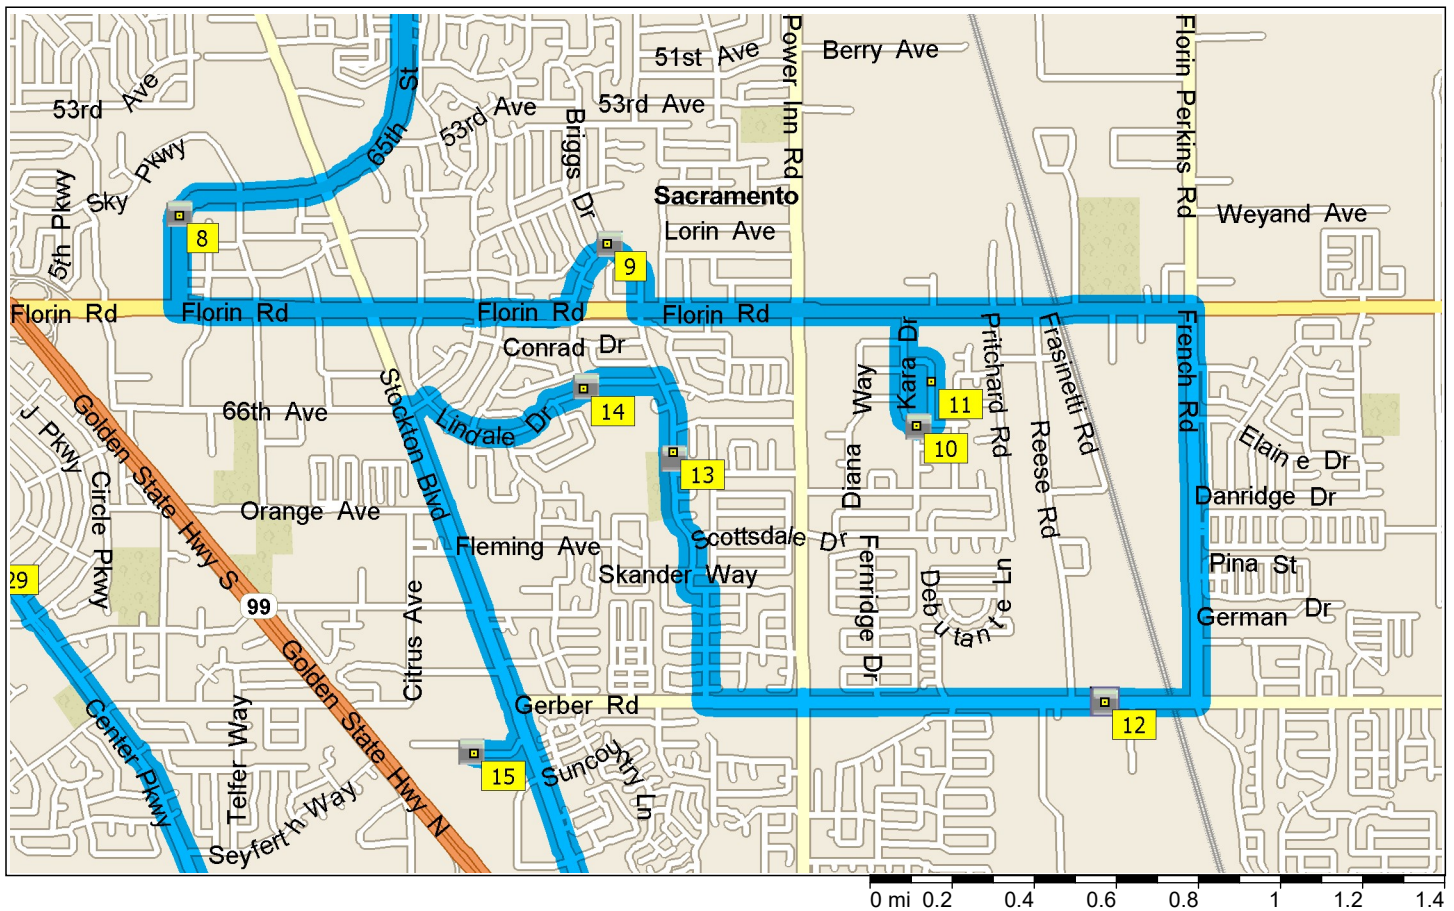 51st Ave
Berry Ave
53rd Ave
53rd Ave
53rd Ave
65th St
Briggs Dr
Power Inn Rd
Florin Perkins Rd
Sky Pkwy
5th Pkwy
Sacramento
Lorin Ave
Weyand Ave
8
9
Florin Rd
Florin Rd
Florin Rd
Florin Rd
Conrad Dr
Kara Dr
Pritchard Rd
Frasinetti Rd
French Rd
Stockton Blvd
66th Ave
Lindale Dr
14
11
10
Diana Way
Reese Rd
Elaine Dr
J Pkwy
Golden State Hwy S
Circle Pkwy
13
Danridge Dr
Orange Ave
Fleming Ave
Scottsdale Dr
Skander Way
Pina St
29
99
Citrus Ave
Fernridge Dr
Debutante Ln
German Dr
Golden State Hwy N
Gerber Rd
12
Center Pkwy
Telfer Way
15
Suncountry Ln
Seyferth Way
0 mi 0.2 0.4 0.6 0.8 1 1.2 1.4